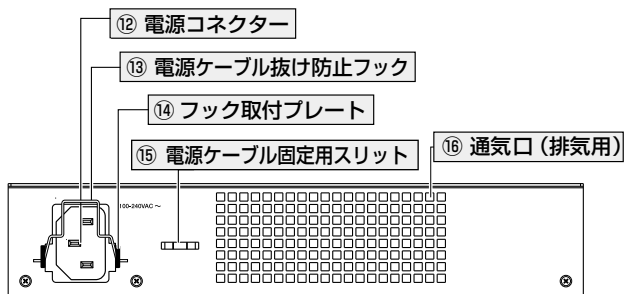 ⑫ 電源コネクター
⑬ 電源ケーブル抜け防止フック
⑭ フック取付プレート
⑮ 電源ケーブル固定用スリット
⑯ 通気口（排気用）
100-240VAC ～